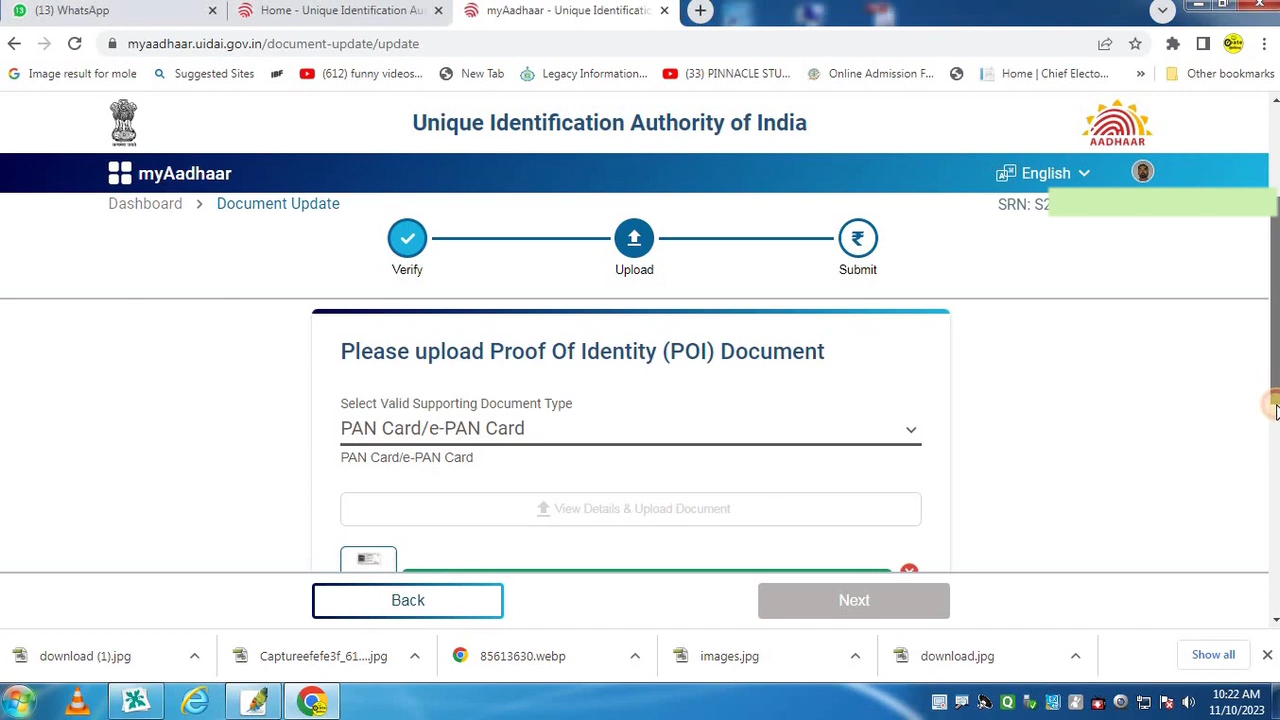 (13) WhatsApp
Home - Unique Identification Au
myAadhaar - Unique Identificatic
myaadhaar.uidai.gov.in/document-update/update
Image result for mole
Suggested Sites
(612) funny videos...
New Tab
Legacy Information...
(33) PINNACLE STU...
Online Admission F...
Home | Chief Electo...
»
Other bookmarks
Unique Identification Authority of India
AADHAAR
myAadhaar
English
Dashboard > Document Update
SRN: S2
Verify
Upload
Submit
Please upload Proof Of Identity (POI) Document
Select Valid Supporting Document Type
PAN Card/e-PAN Card
PAN Card/e-PAN Card
View Details & Upload Document
Back
Next
download (1).jpg
Captureefefe3f_61....jpg
85613630.webp
images.jpg
download.jpg
Show all
10:22 AM
11/10/2023